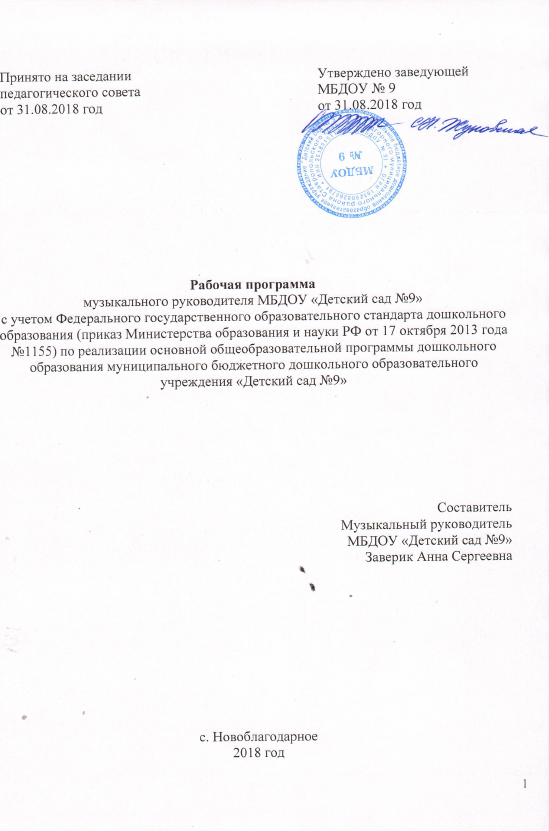 Принято на заседании
педагогического совета
от 31.08.2018 год
Утверждено заведующей
МБДОУ № 9
от 31.08.2018 год
МБДОУ
№ 9
Рабочая программа
музыкального руководителя МБДОУ «Детский сад №9»
с учетом Федерального государственного образовательного стандарта дошкольного
образования (приказ Министерства образования и науки РФ от 17 октября 2013 года
№1155) по реализации основной общеобразовательной программы дошкольного
образования муниципального бюджетного дошкольного образовательного
учреждения «Детский сад №9»
Составитель
Музыкальный руководитель
МБДОУ «Детский сад №9»
Заверик Анна Сергеевна
с. Новоблагодарное
2018 год
1